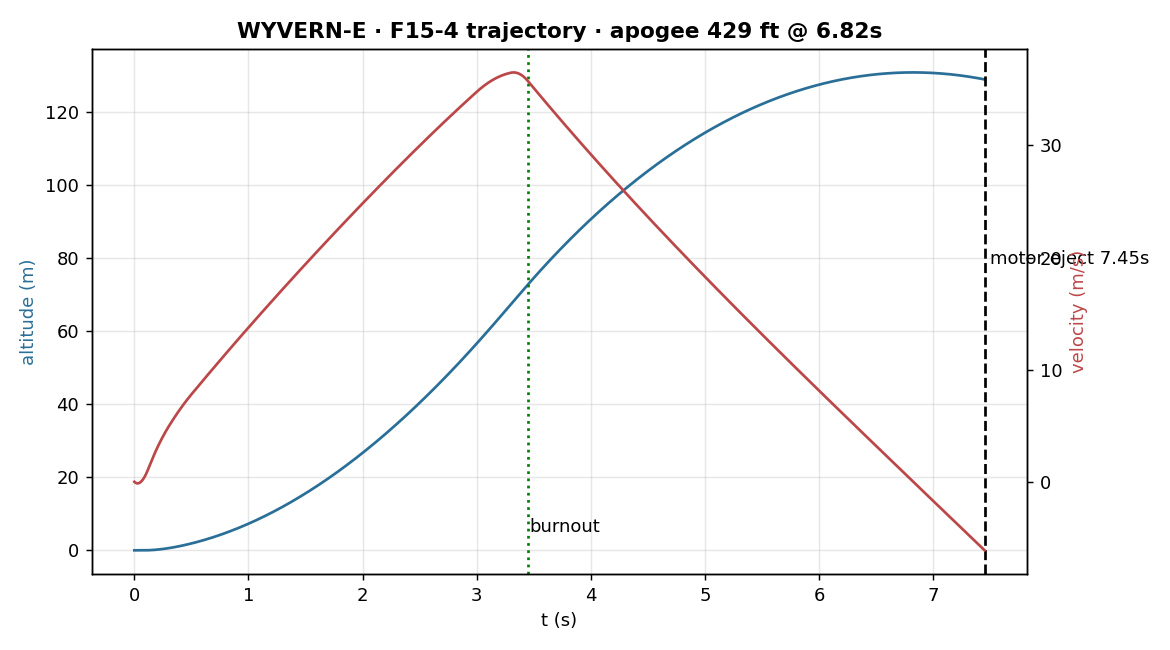 WYVERN-E · F15-4 trajectory · apogee 429 ft @ 6.82s
altitude (m)
120
100
80
60
40
20
0
burnout
motor eject 7.45s
30
20
10
0
velocity (m/s)
0 1 2 3 4 5 6 7
t (s)